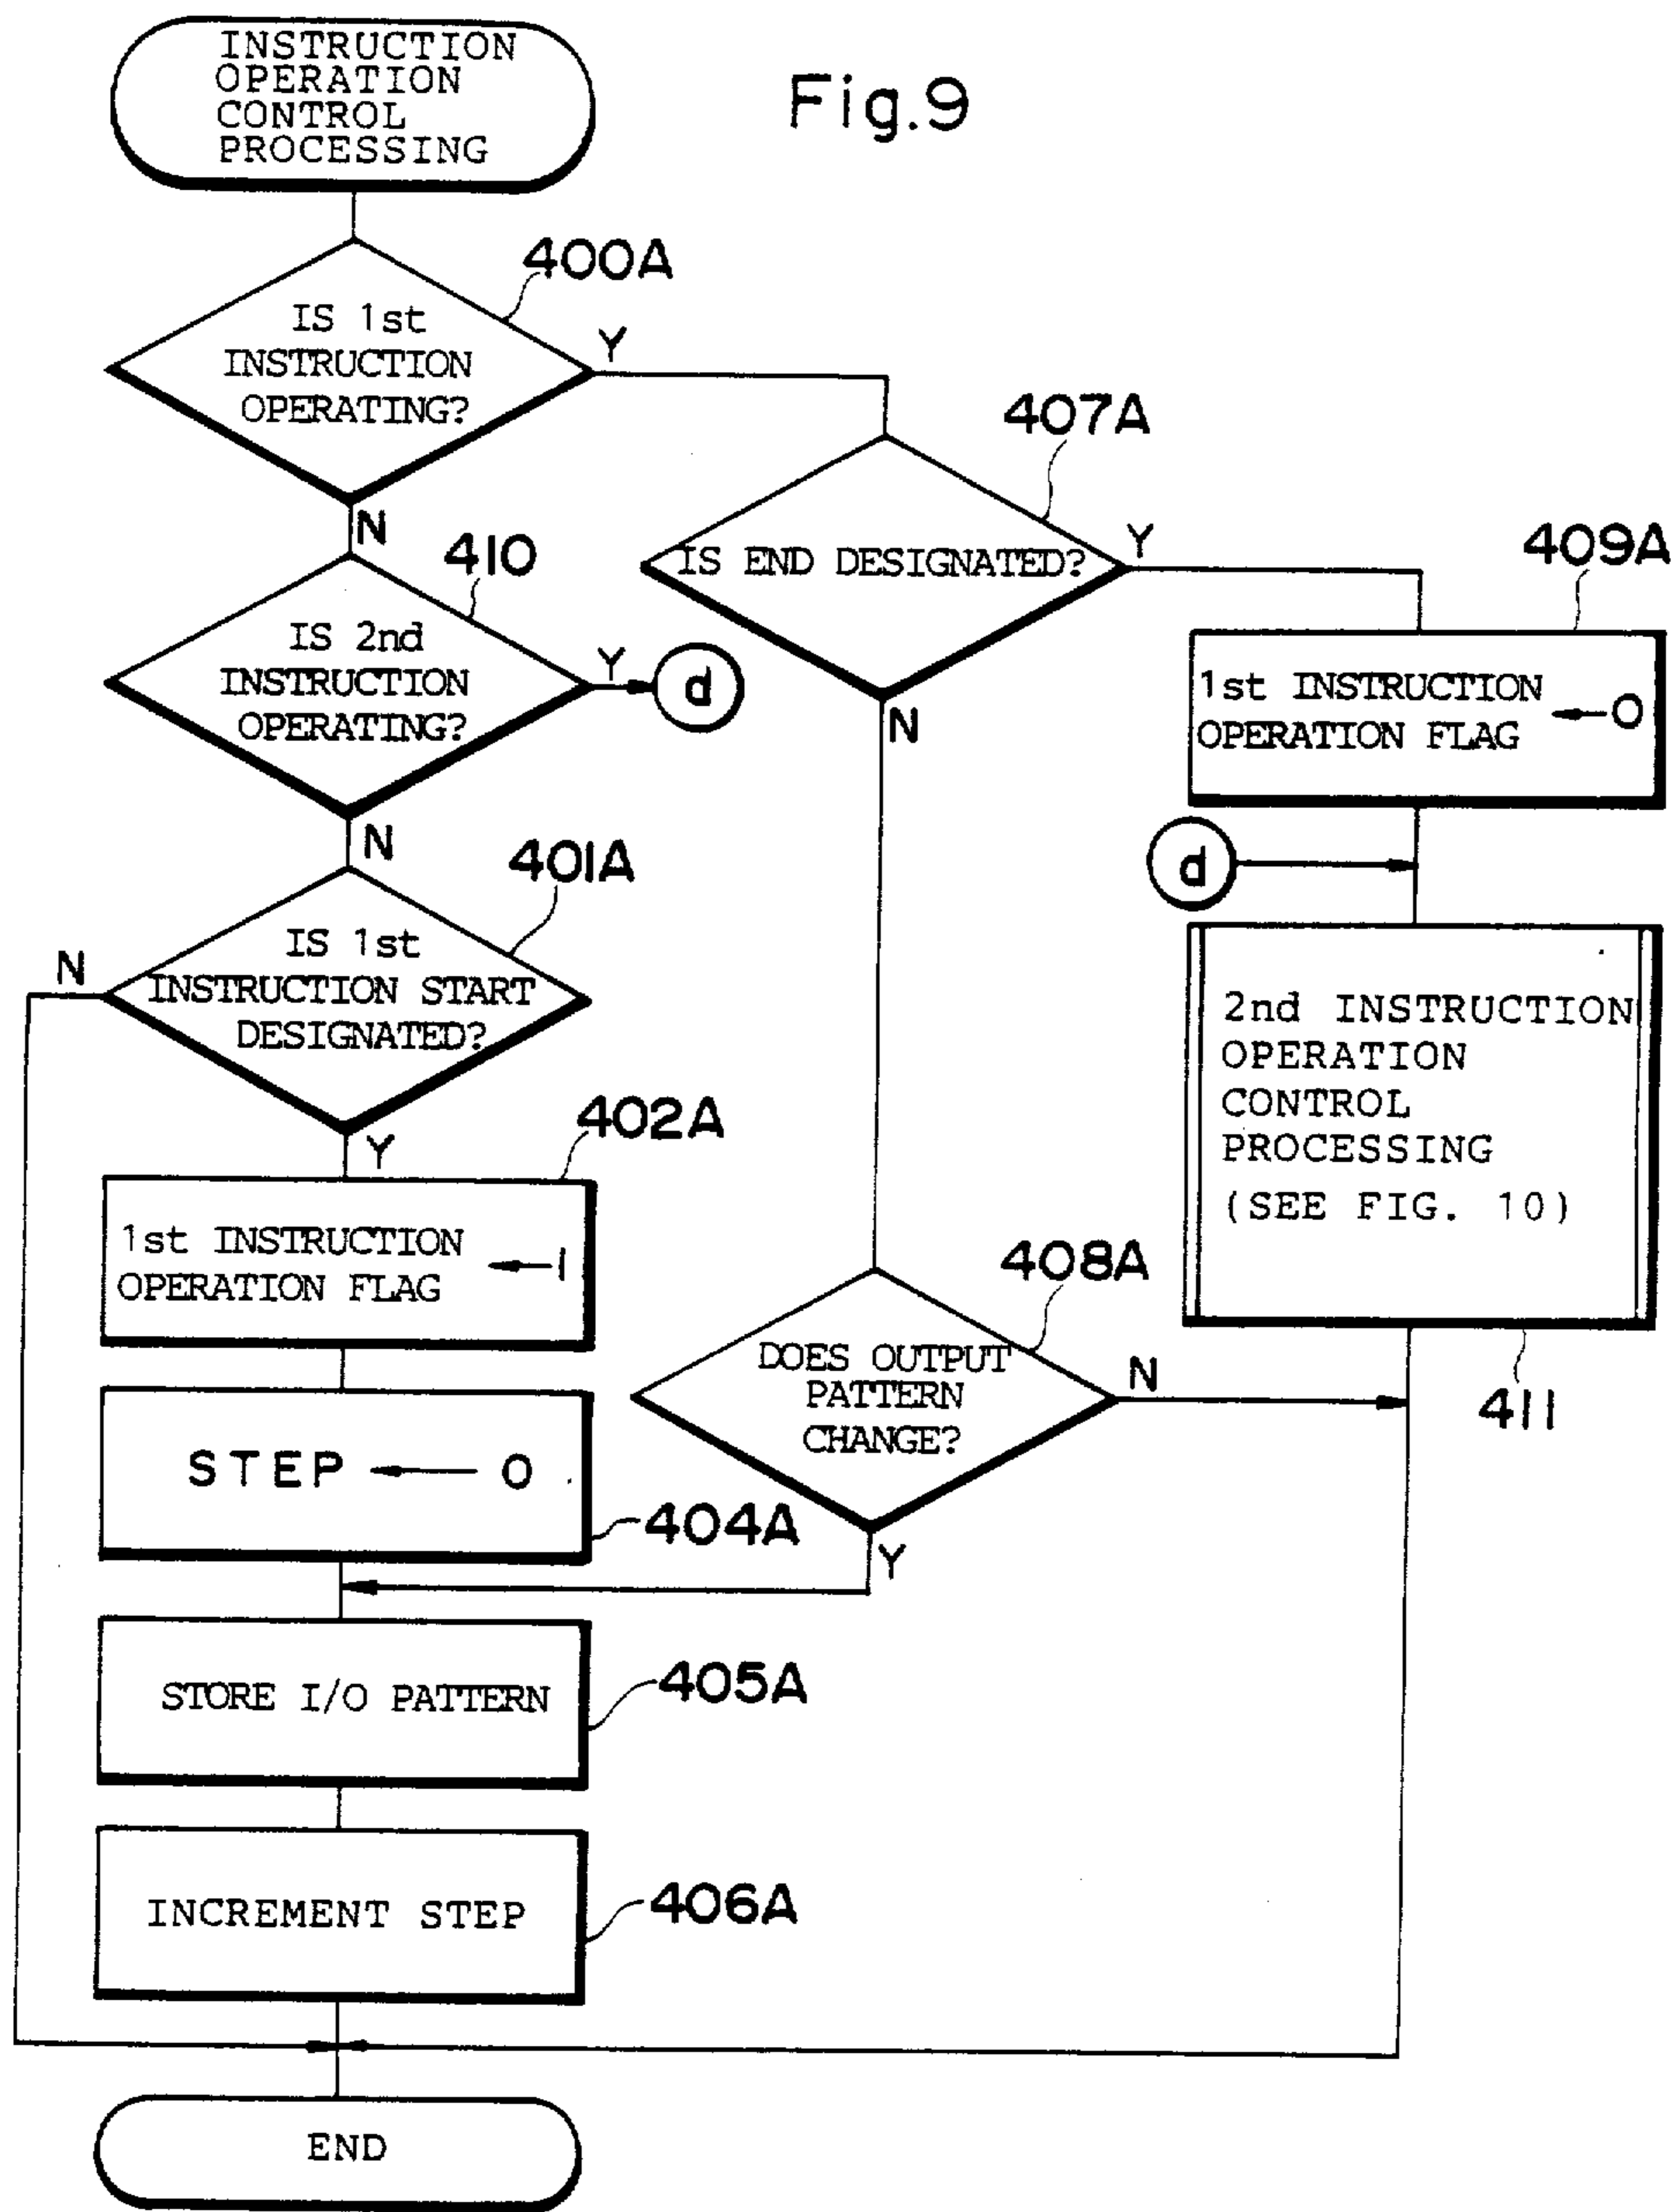 INSTRUCTION
OPERATION
CONTROL
PROCESSING
Fig.9
400A
IS 1st
INSTRUCTION
OPERATING?
Y
N
407A
IS END DESIGNATED?
Y
N
410
IS 2nd
INSTRUCTION
OPERATING?
Y
d
N
409A
1st INSTRUCTION
OPERATION FLAG ←0
d
401A
IS 1st
INSTRUCTION START
DESIGNATED?
N
Y
2nd INSTRUCTION
OPERATION
CONTROL
PROCESSING
(SEE FIG. 10)
411
402A
1st INSTRUCTION
OPERATION FLAG ←1
408A
DOES OUTPUT
PATTERN
CHANGE?
N
Y
STEP ← 0
404A
STORE I/O PATTERN
405A
INCREMENT STEP
406A
END